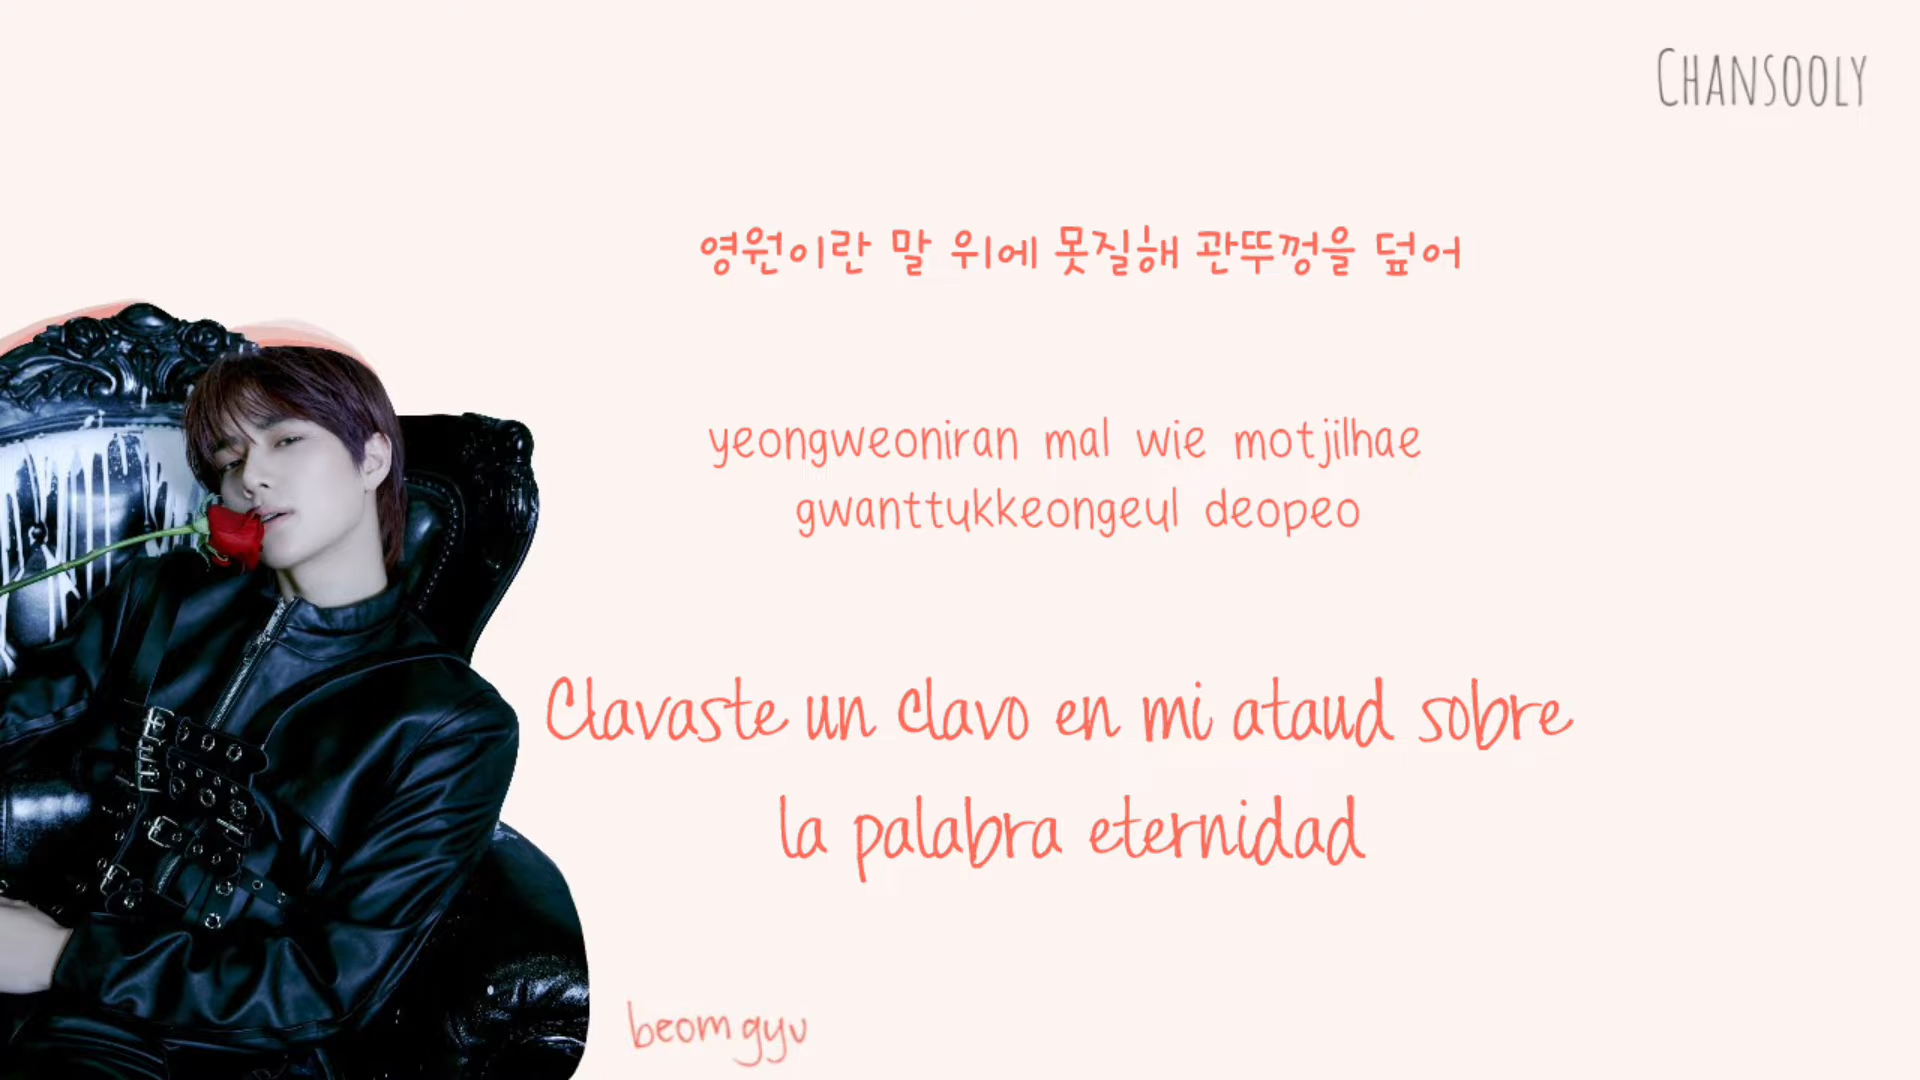 CHANSOOLY
영원이란 말 위에 못질해 관뚜껑을 덮어
yeongweoniran mal wie motjilhae
gwanttukkeongeul deopeo
Clavaste un clavo en mi ataud sobre
la palabra eternidad
beomgyu